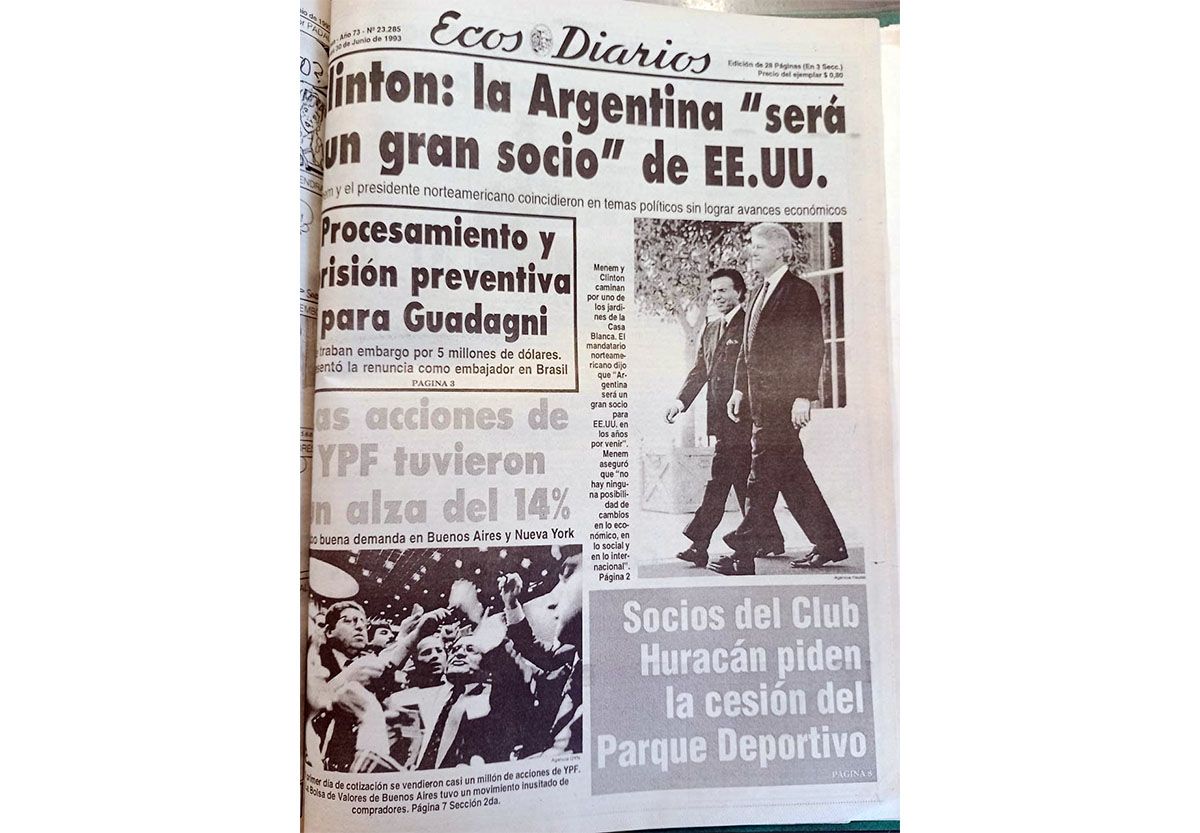 Año 73 - Nº 23.285
30 de Junio de 1993
Ecos Diarios
Edición de 28 Páginas (En 3 Secc.)
Precio del ejemplar $ 0,80
linton: la Argentina "será
un gran socio" de EE.UU.
em y el presidente norteamericano coincidieron en temas políticos sin lograr avances económicos
Procesamiento y
risión preventiva
para Guadagni
traban embargo por 5 millones de dólares.
sentó la renuncia como embajador en Brasil
PAGINA 3
as acciones de
YPF tuvieron
n alza del 14%
bo buena demanda en Buenos Aires y Nueva York
Agencia DYN
primer día de cotización se vendieron casi un millón de acciones de YPF.
Bolsa de Valores de Buenos Aires tuvo un movimiento inusitado de
compradores. Página 7 Sección 2da.
Menem y
Clinton
caminan
por uno de
los jardi-
nes de la
Casa
Blanca. El
mandatario
norteame-
ricano dijo
que "Ar-
gentina
será un
gran socio
para
EE.UU. en
los años
por venir".
Menem
aseguró
que "no
hay ningu-
na posibili-
dad de
cambios
en lo eco-
nómico, en
lo social y
en lo inter-
nacional".
Página 2
Socios del Club
Huracán piden
la cesión del
Parque Deportivo
PAGINA 8